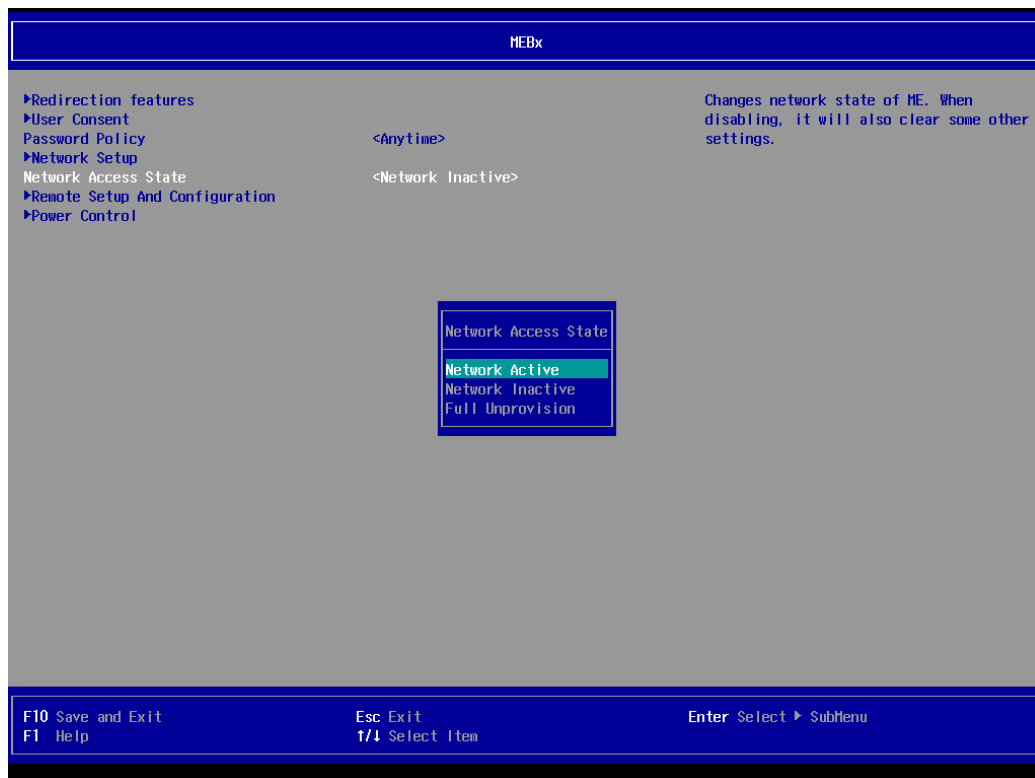 MEBx
▶Redirection features
▶User Consent
Password Policy <Anytime>
▶Network Setup
Network Access State <Network Inactive>
▶Remote Setup And Configuration
▶Power Control
Changes network state of ME. When
disabling, it will also clear some other
settings.
Network Access State
Network Active
Network Inactive
Full Unprovision
F10 Save and Exit Esc Exit Enter Select ▶ SubMenu
F1 Help ↑/↓ Select Item